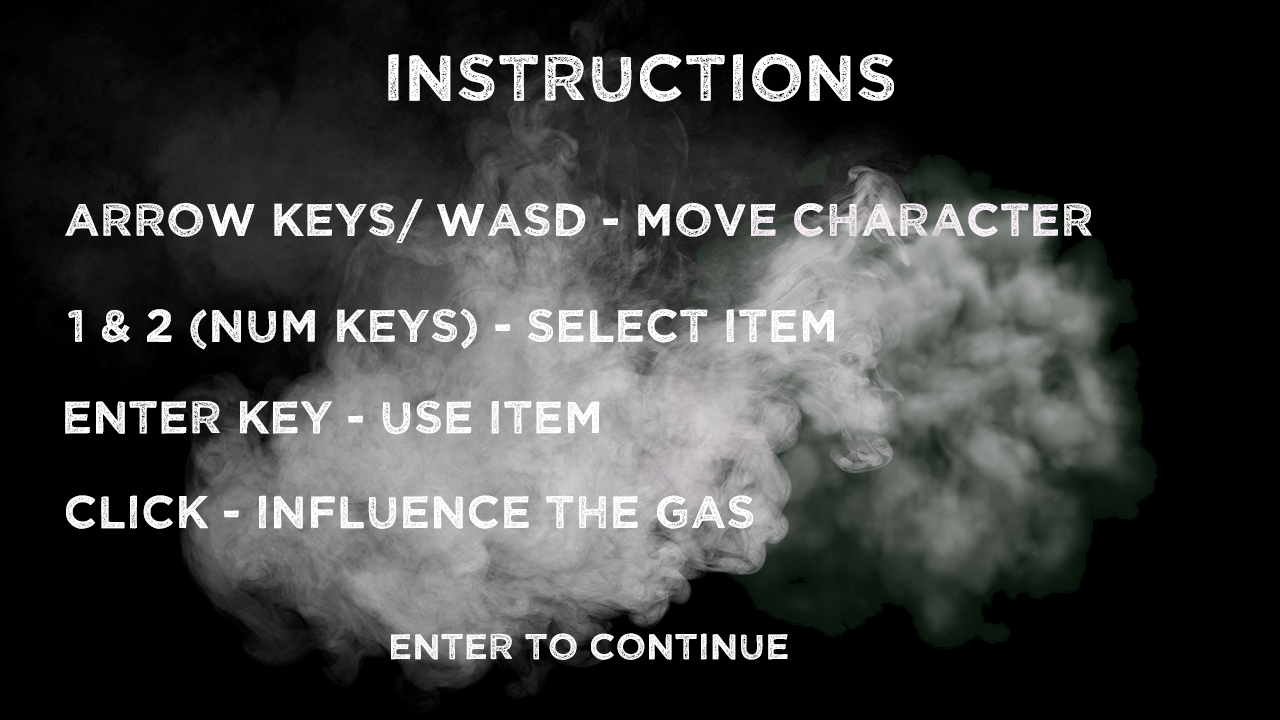 INSTRUCTIONS
ARROW KEYS/ WASD - MOVE CHARACTER
1 & 2 (NUM KEYS) - SELECT ITEM
ENTER KEY - USE ITEM
CLICK - INFLUENCE THE GAS
ENTER TO CONTINUE